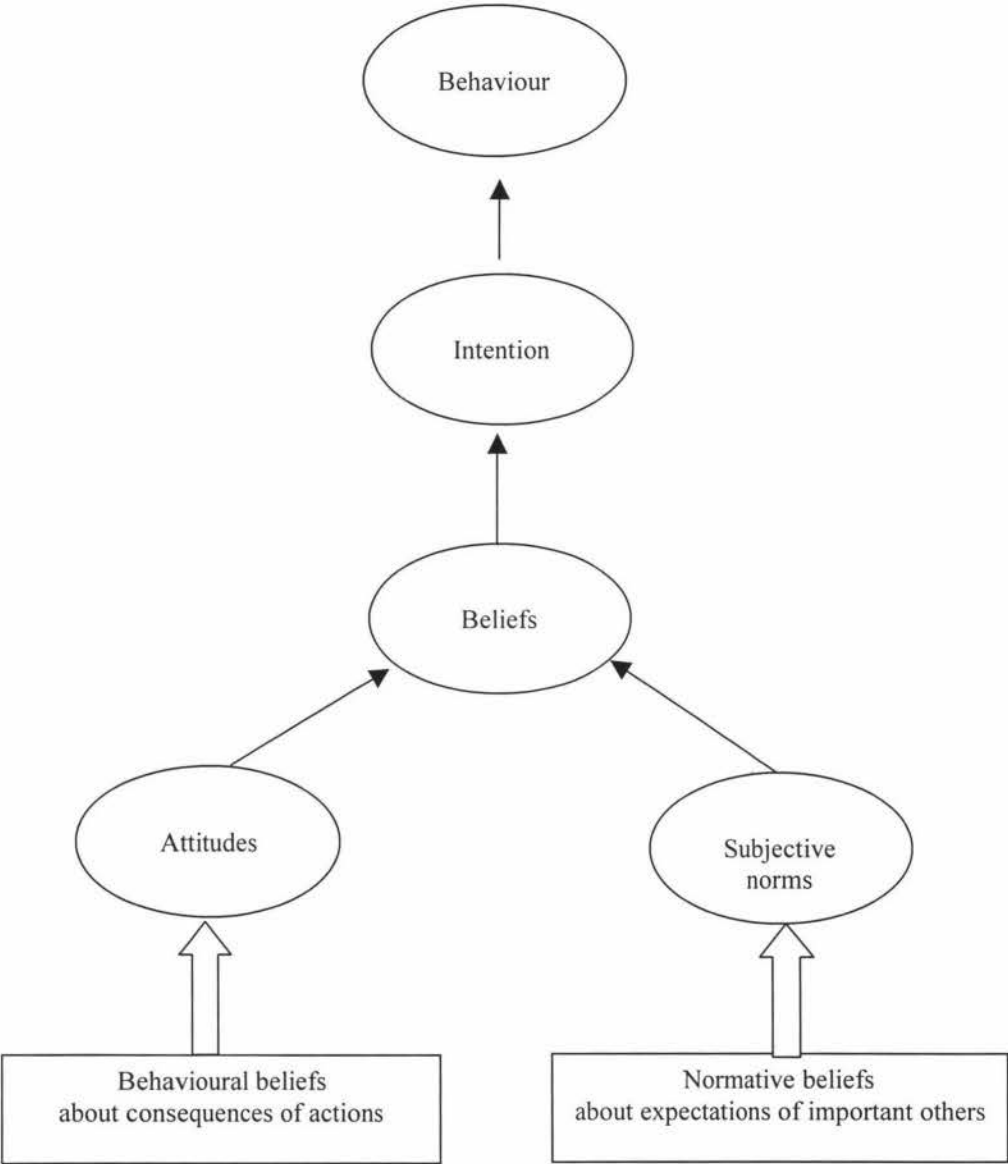 Behaviour
Intention
Beliefs
Attitudes
Subjective
norms
Behavioural beliefs
about consequences of actions
Normative beliefs
about expectations of important others